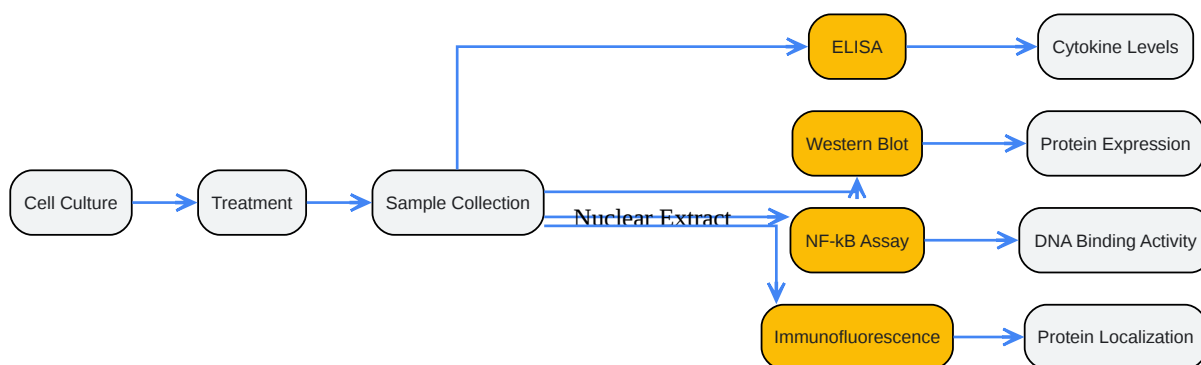 ELISA
Cytokine Levels
Western Blot
Protein Expression
Cell Culture
Treatment
Sample Collection
Nuclear Extract
NF-kB Assay
DNA Binding Activity
Immunofluorescence
Protein Localization